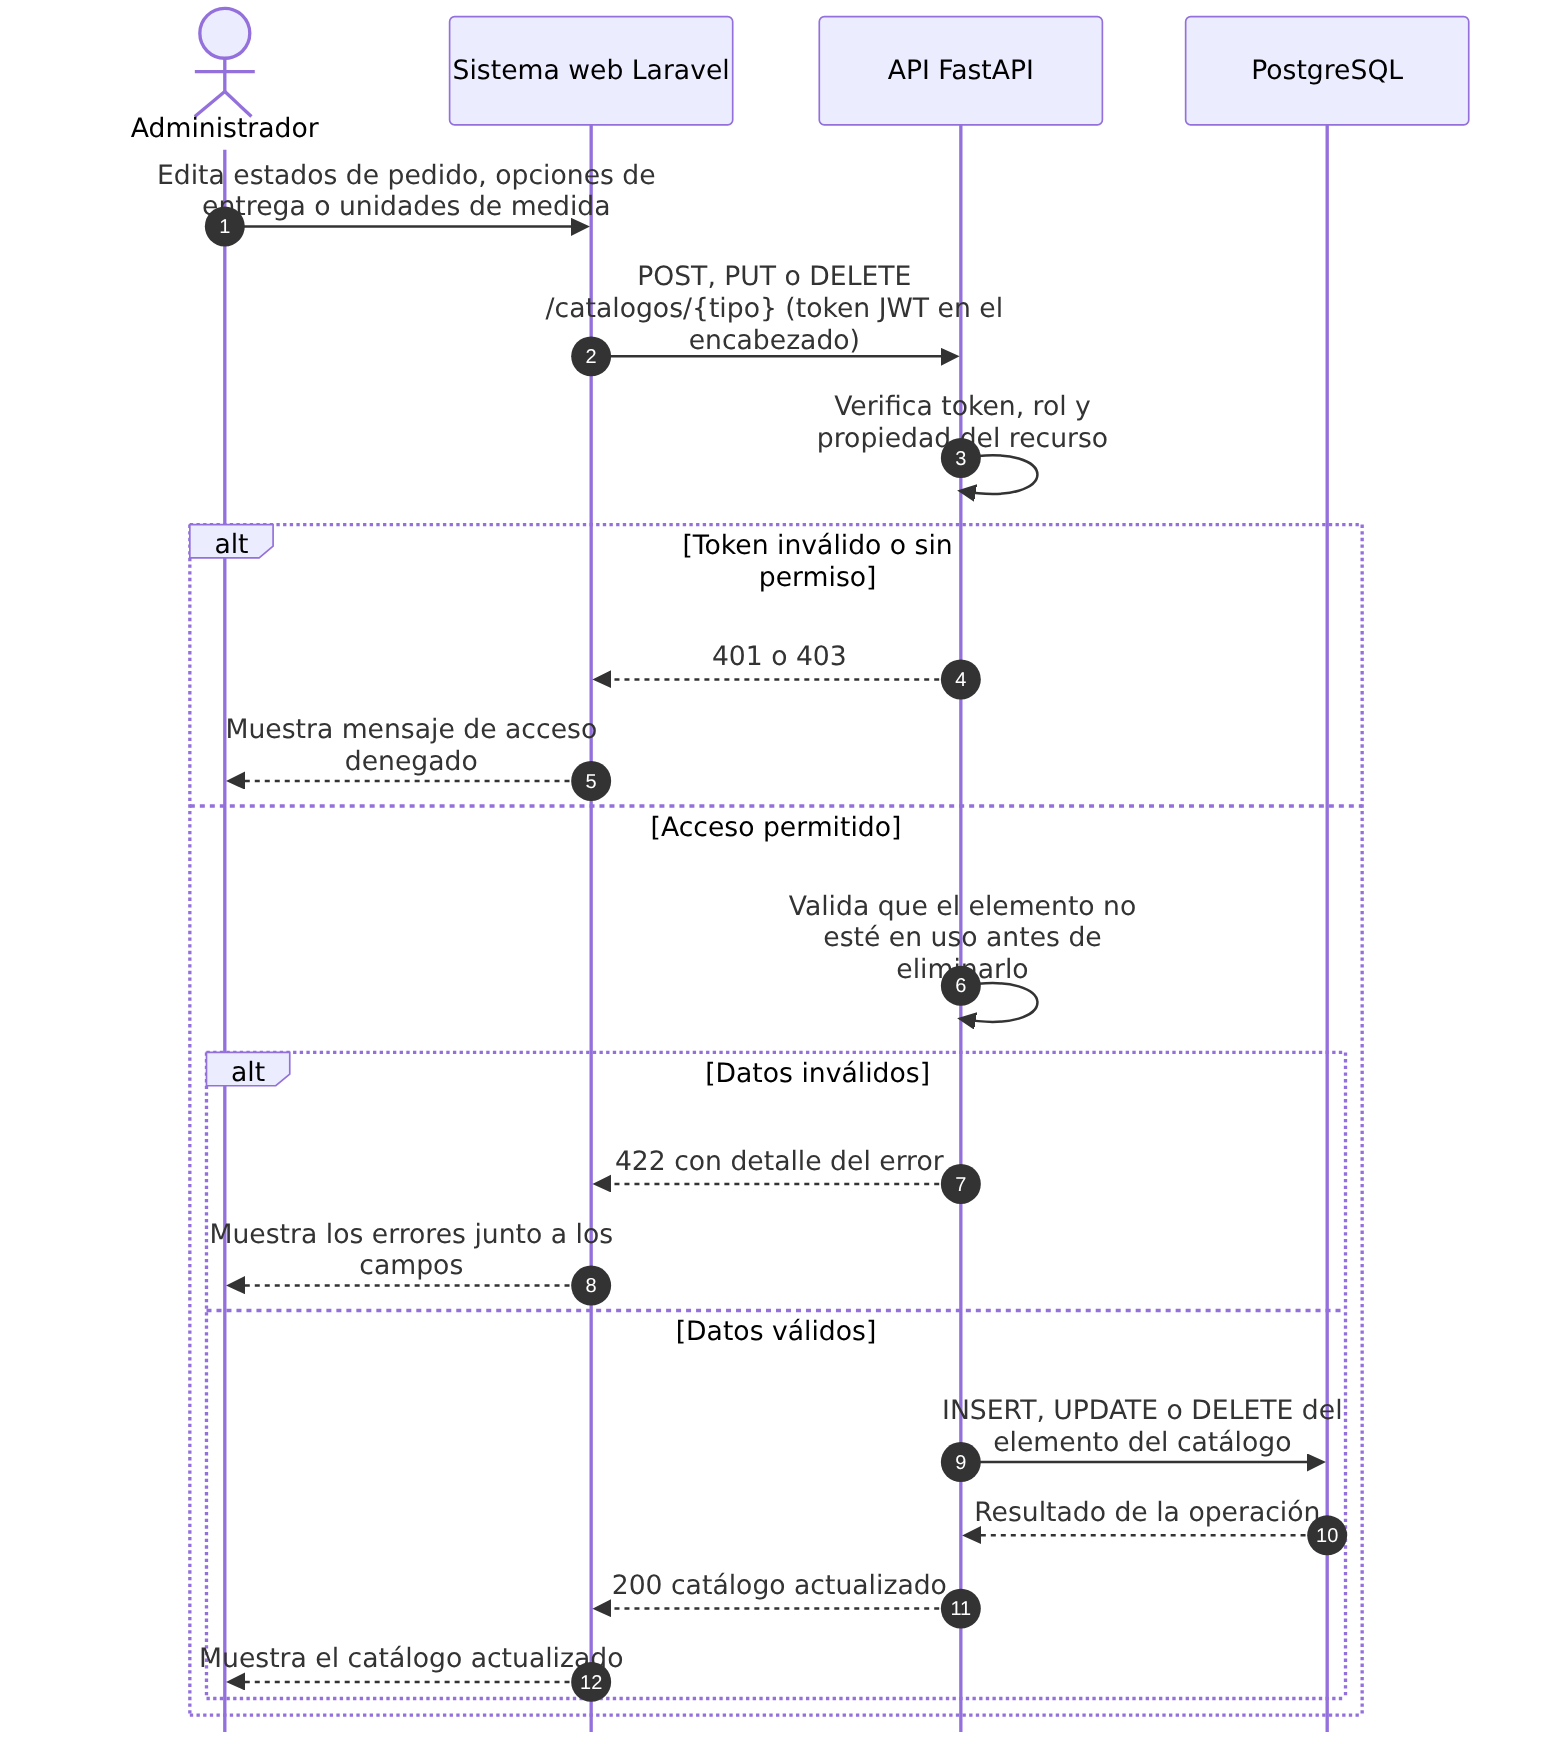 Administrador
Sistema web Laravel
API FastAPI
PostgreSQL
Edita estados de pedido, opciones de
entrega o unidades de medida
1
POST, PUT o DELETE
/catalogos/{tipo} (token JWT en el
encabezado)
2
Verifica token, rol y
propiedad del recurso
3
alt
[Token inválido o sin
permiso]
401 o 403
4
Muestra mensaje de acceso
denegado
5
[Acceso permitido]
Valida que el elemento no
esté en uso antes de
eliminarlo
6
alt
[Datos inválidos]
422 con detalle del error
7
Muestra los errores junto a los
campos
8
[Datos válidos]
INSERT, UPDATE o DELETE del
elemento del catálogo
9
Resultado de la operación
10
200 catálogo actualizado
11
Muestra el catálogo actualizado
12